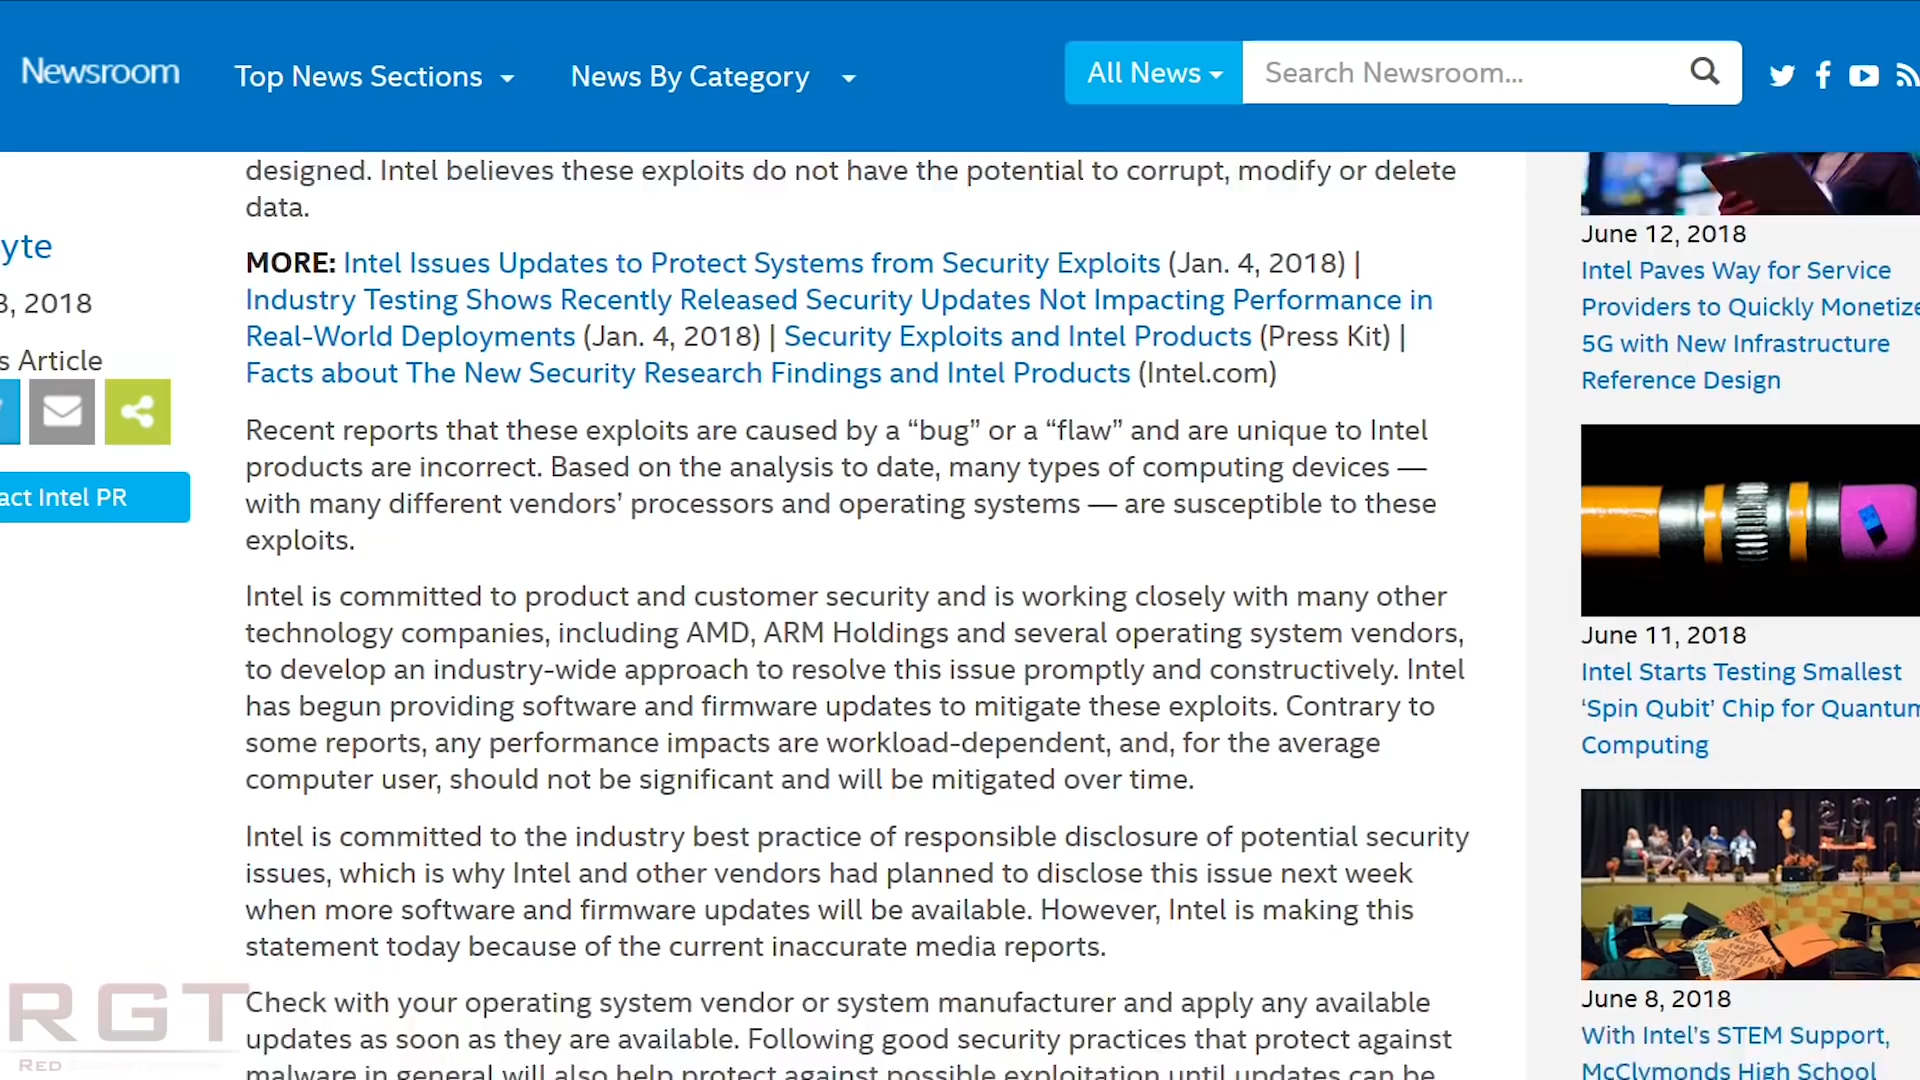 Newsroom
Top News Sections
News By Category
All News
Search Newsroom...
designed. Intel believes these exploits do not have the potential to corrupt, modify or delete
data.
MORE: Intel Issues Updates to Protect Systems from Security Exploits (Jan. 4, 2018) |
Industry Testing Shows Recently Released Security Updates Not Impacting Performance in
Real-World Deployments (Jan. 4, 2018) | Security Exploits and Intel Products (Press Kit) |
Facts about The New Security Research Findings and Intel Products (Intel.com)
Recent reports that these exploits are caused by a “bug” or a “flaw” and are unique to Intel
products are incorrect. Based on the analysis to date, many types of computing devices —
with many different vendors’ processors and operating systems — are susceptible to these
exploits.
Intel is committed to product and customer security and is working closely with many other
technology companies, including AMD, ARM Holdings and several operating system vendors,
to develop an industry-wide approach to resolve this issue promptly and constructively. Intel
has begun providing software and firmware updates to mitigate these exploits. Contrary to
some reports, any performance impacts are workload-dependent, and, for the average
computer user, should not be significant and will be mitigated over time.
Intel is committed to the industry best practice of responsible disclosure of potential security
issues, which is why Intel and other vendors had planned to disclose this issue next week
when more software and firmware updates will be available. However, Intel is making this
statement today because of the current inaccurate media reports.
Check with your operating system vendor or system manufacturer and apply any available
updates as soon as they are available. Following good security practices that protect against
malware in general will also help protect against possible exploitation until updates can be
yte
3, 2018
s Article
act Intel PR
June 12, 2018
Intel Paves Way for Service
Providers to Quickly Monetize
5G with New Infrastructure
Reference Design
June 11, 2018
Intel Starts Testing Smallest
‘Spin Qubit’ Chip for Quantum
Computing
June 8, 2018
With Intel’s STEM Support,
McClymonds High School
RGT
RED